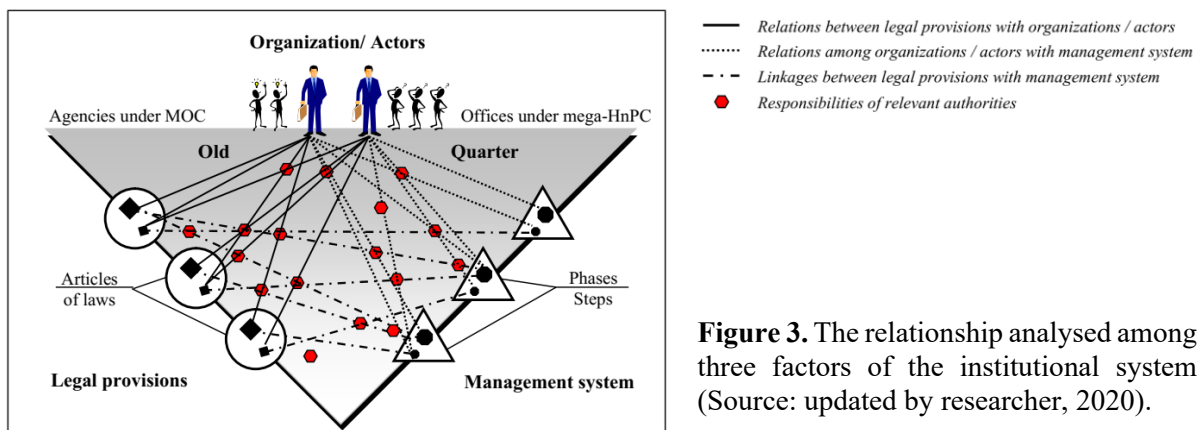 Organization/ Actors
Agencies under MOC
Offices under mega-HnPC
Old
Quarter
Articles
of laws
Phases
Steps
Legal provisions
Management system
Relations between legal provisions with organizations / actors
Relations among organizations / actors with management system
Linkages between legal provisions with management system
Responsibilities of relevant authorities
Figure 3. The relationship analysed among
three factors of the institutional system
(Source: updated by researcher, 2020).